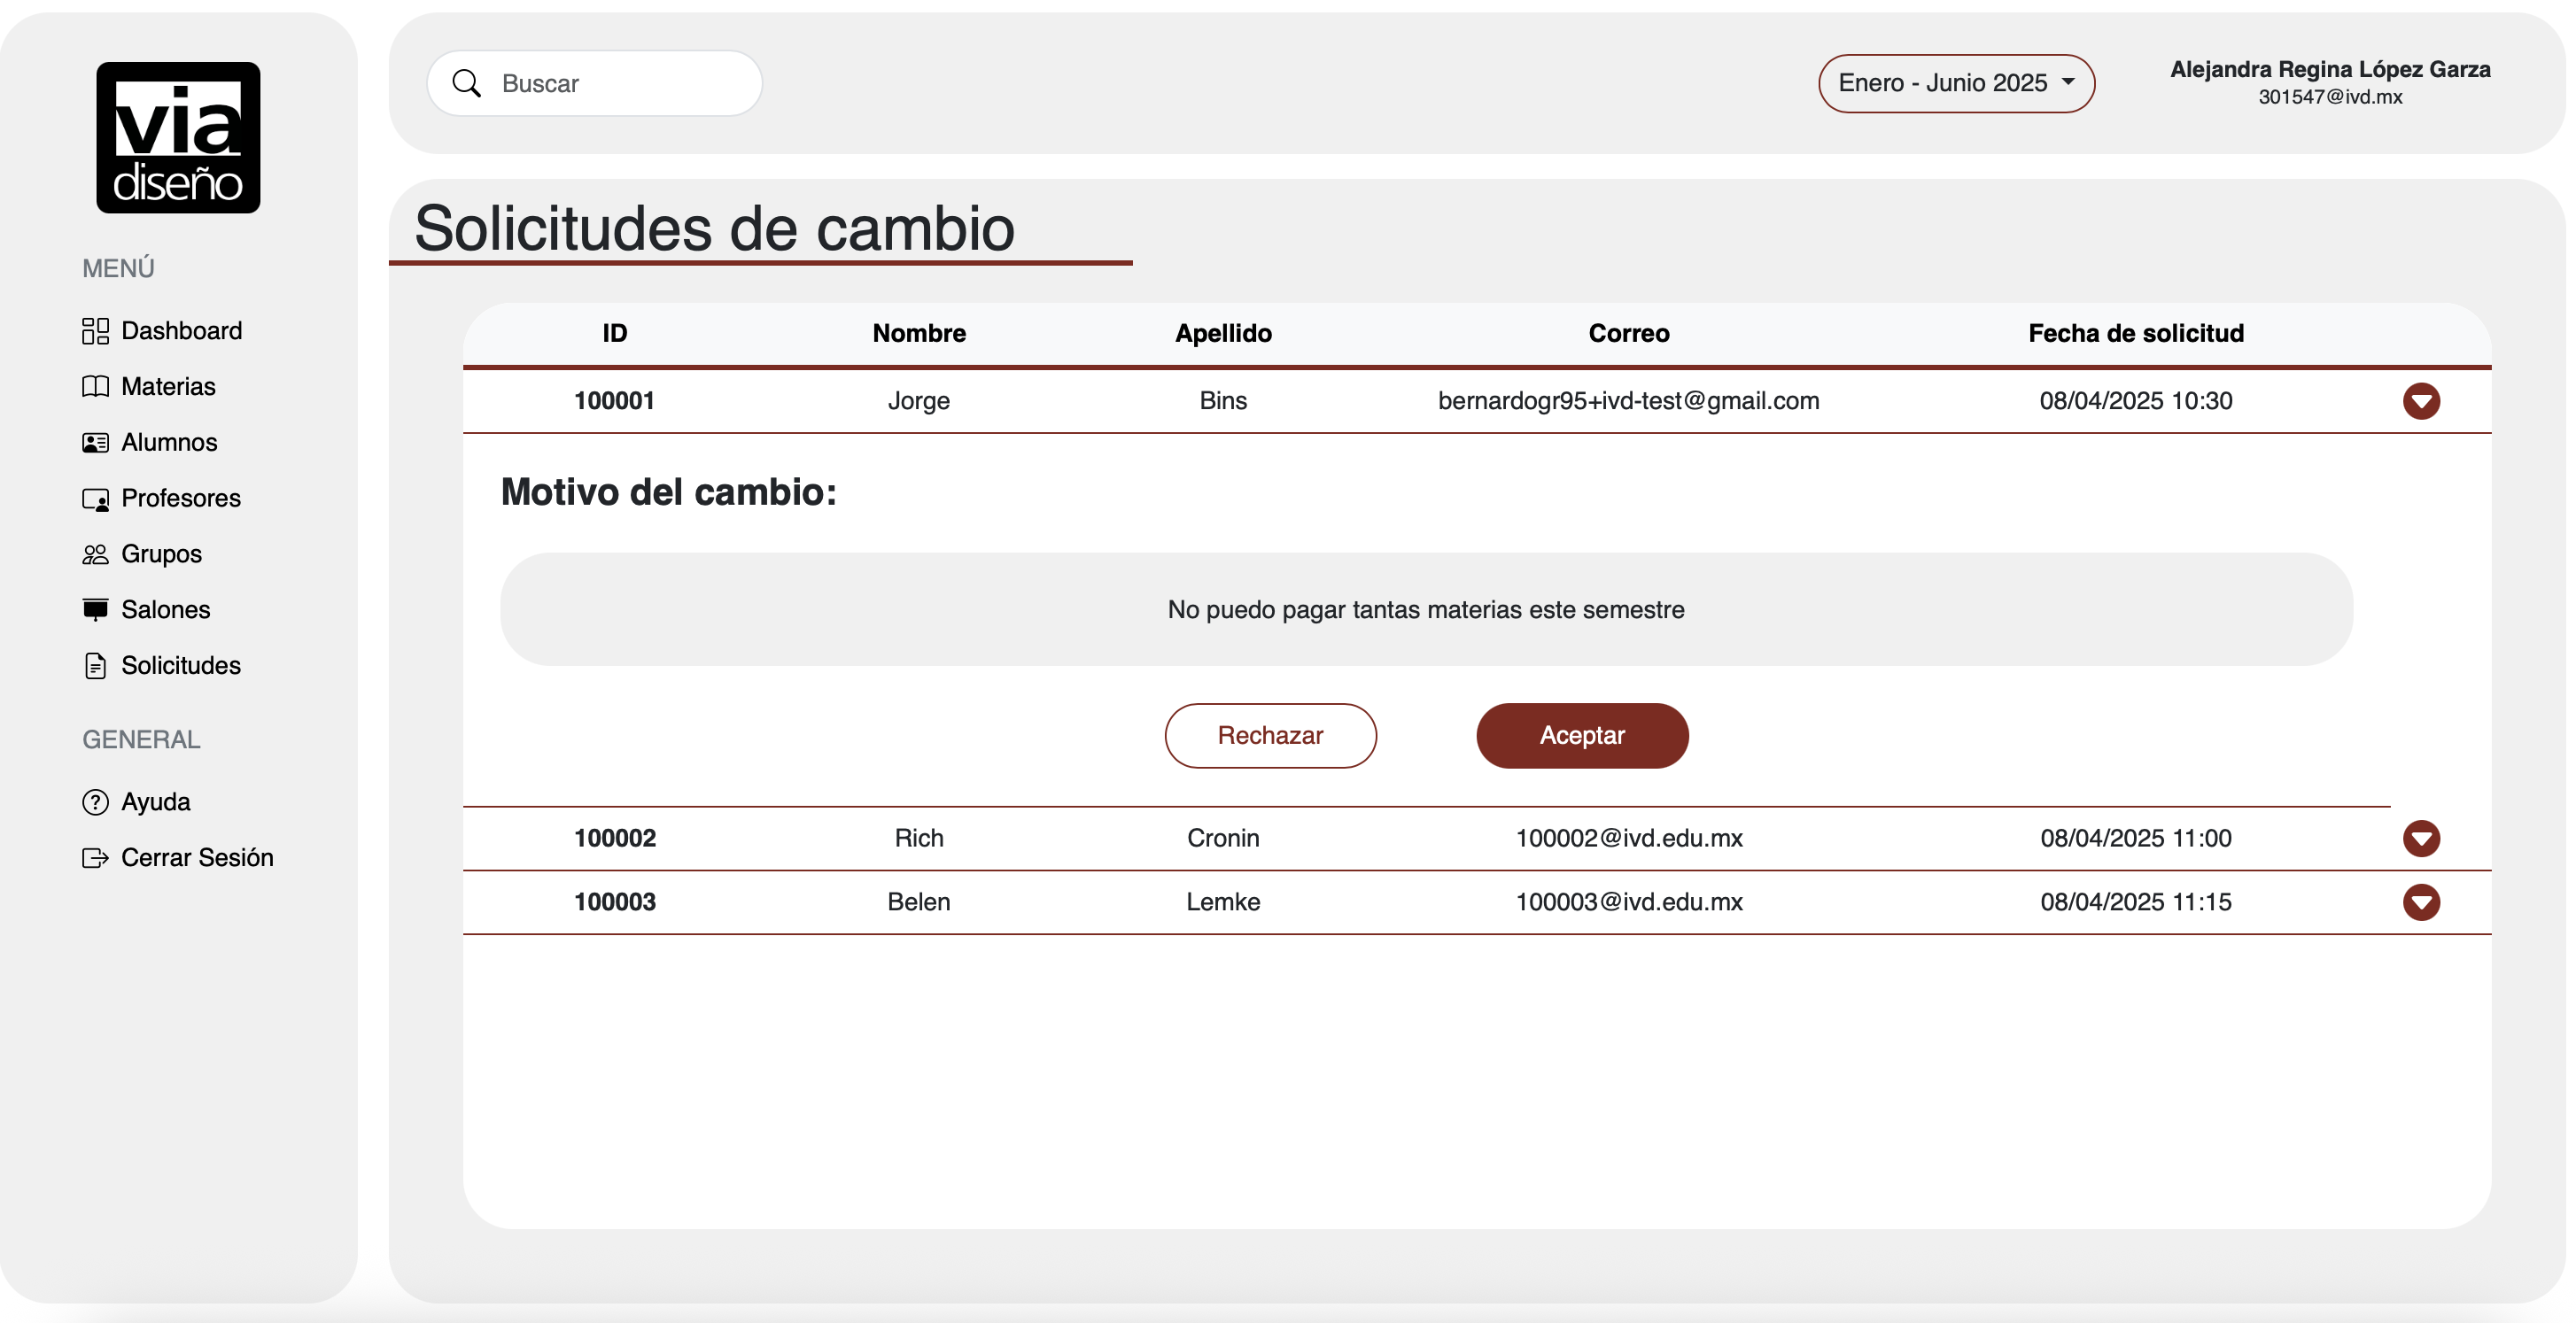 via
diseño
MENÚ
Dashboard
Materias
Alumnos
Profesores
Grupos
Salones
Solicitudes
GENERAL
Ayuda
Cerrar Sesión
Buscar
Enero - Junio 2025
Alejandra Regina López Garza
301547@ivd.mx
Solicitudes de cambio
ID Nombre Apellido Correo Fecha de solicitud
100001 Jorge Bins bernardogr95+ivd-test@gmail.com 08/04/2025 10:30
Motivo del cambio:
No puedo pagar tantas materias este semestre
Rechazar Aceptar
100002 Rich Cronin 100002@ivd.edu.mx 08/04/2025 11:00
100003 Belen Lemke 100003@ivd.edu.mx 08/04/2025 11:15